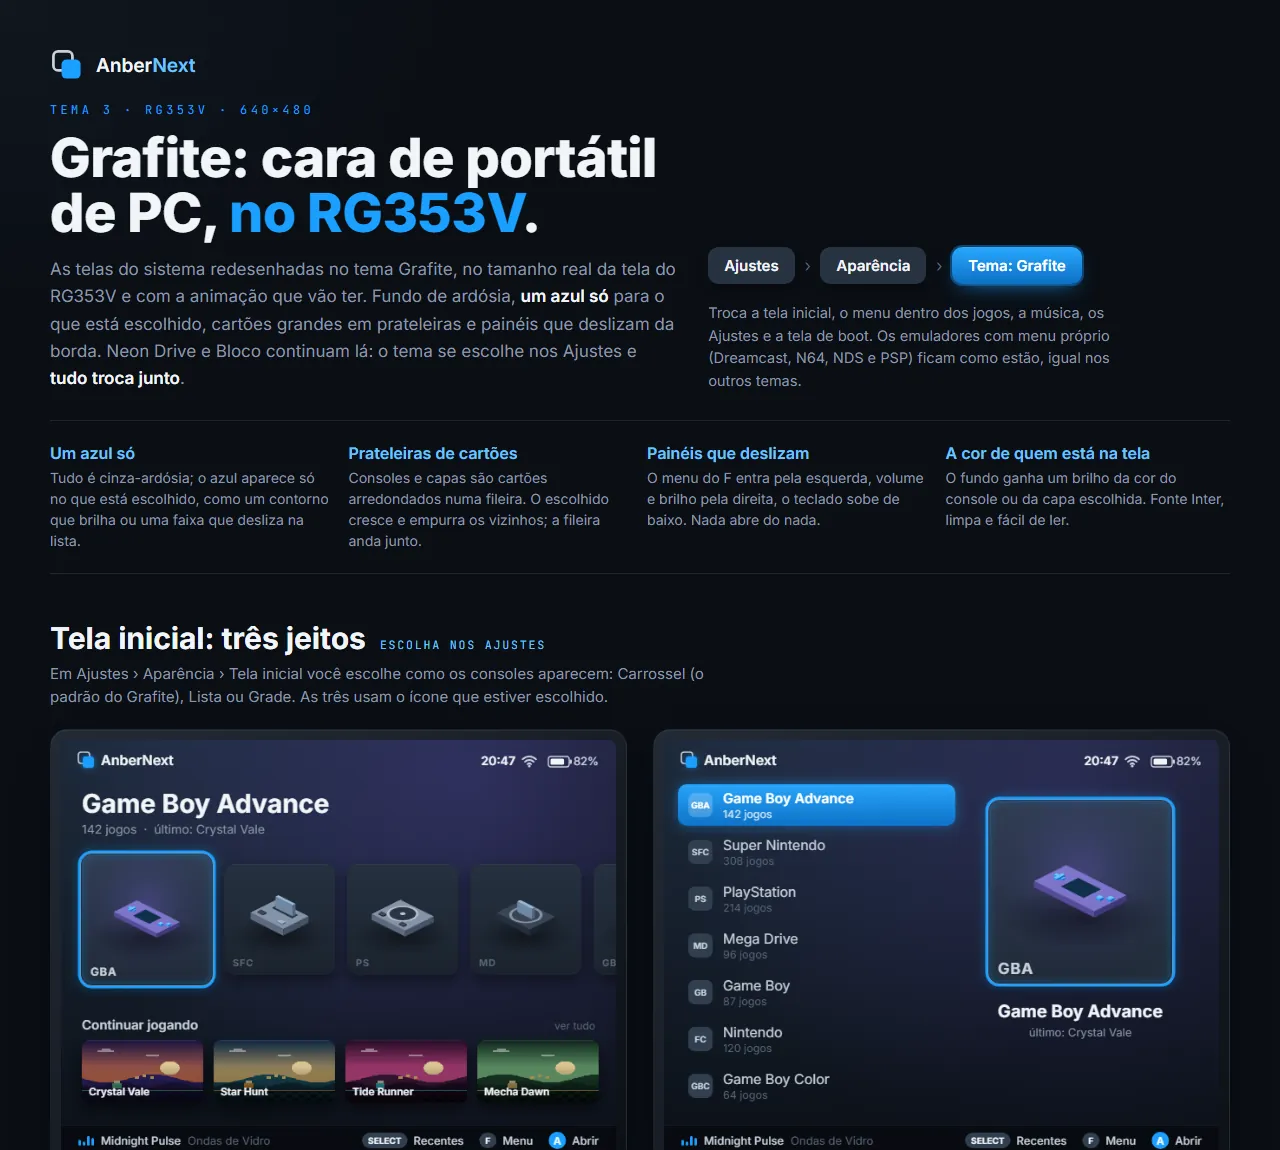 AnberNext
TEMA 3 · RG353V · 640×480
Grafite: cara de portátil
de PC, no RG353V.
As telas do sistema redesenhadas no tema Grafite, no tamanho real da tela do
RG353V e com a animação que vão ter. Fundo de ardósia, um azul só para o
que está escolhido, cartões grandes em prateleiras e painéis que deslizam da
borda. Neon Drive e Bloco continuam lá: o tema se escolhe nos Ajustes e
tudo troca junto.
Ajustes › Aparência › Tema: Grafite
Troca a tela inicial, o menu dentro dos jogos, a música, os
Ajustes e a tela de boot. Os emuladores com menu próprio
(Dreamcast, N64, NDS e PSP) ficam como estão, igual nos
outros temas.
Um azul só
Tudo é cinza-ardósia; o azul aparece só
no que está escolhido, como um contorno
que brilha ou uma faixa que desliza na
lista.
Prateleiras de cartões
Consoles e capas são cartões
arredondados numa fileira. O escolhido
cresce e empurra os vizinhos; a fileira
anda junto.
Painéis que deslizam
O menu do F entra pela esquerda, volume
e brilho pela direita, o teclado sobe de
baixo. Nada abre do nada.
A cor de quem está na tela
O fundo ganha um brilho da cor do
console ou da capa escolhida. Fonte Inter,
limpa e fácil de ler.
Tela inicial: três jeitos ESCOLHA NOS AJUSTES
Em Ajustes › Aparência › Tela inicial você escolhe como os consoles aparecem: Carrossel (o
padrão do Grafite), Lista ou Grade. As três usam o ícone que estiver escolhido.
AnberNext 20:47 82%
Game Boy Advance
142 jogos · último: Crystal Vale
GBA SFC PS MD GB
Continuar jogando ver tudo
Crystal Vale Star Hunt Tide Runner Mecha Dawn
Midnight Pulse Ondas de Vidro SELECT Recentes F Menu A Abrir
AnberNext 20:47 82%
GBA Game Boy Advance
142 jogos
SFC Super Nintendo
308 jogos
PS PlayStation
214 jogos
MD Mega Drive
96 jogos
GB Game Boy
87 jogos
FC Nintendo
120 jogos
GBC Game Boy Color
64 jogos
GBA
Game Boy Advance
último: Crystal Vale
Midnight Pulse Ondas de Vidro SELECT Recentes F Menu A Abrir